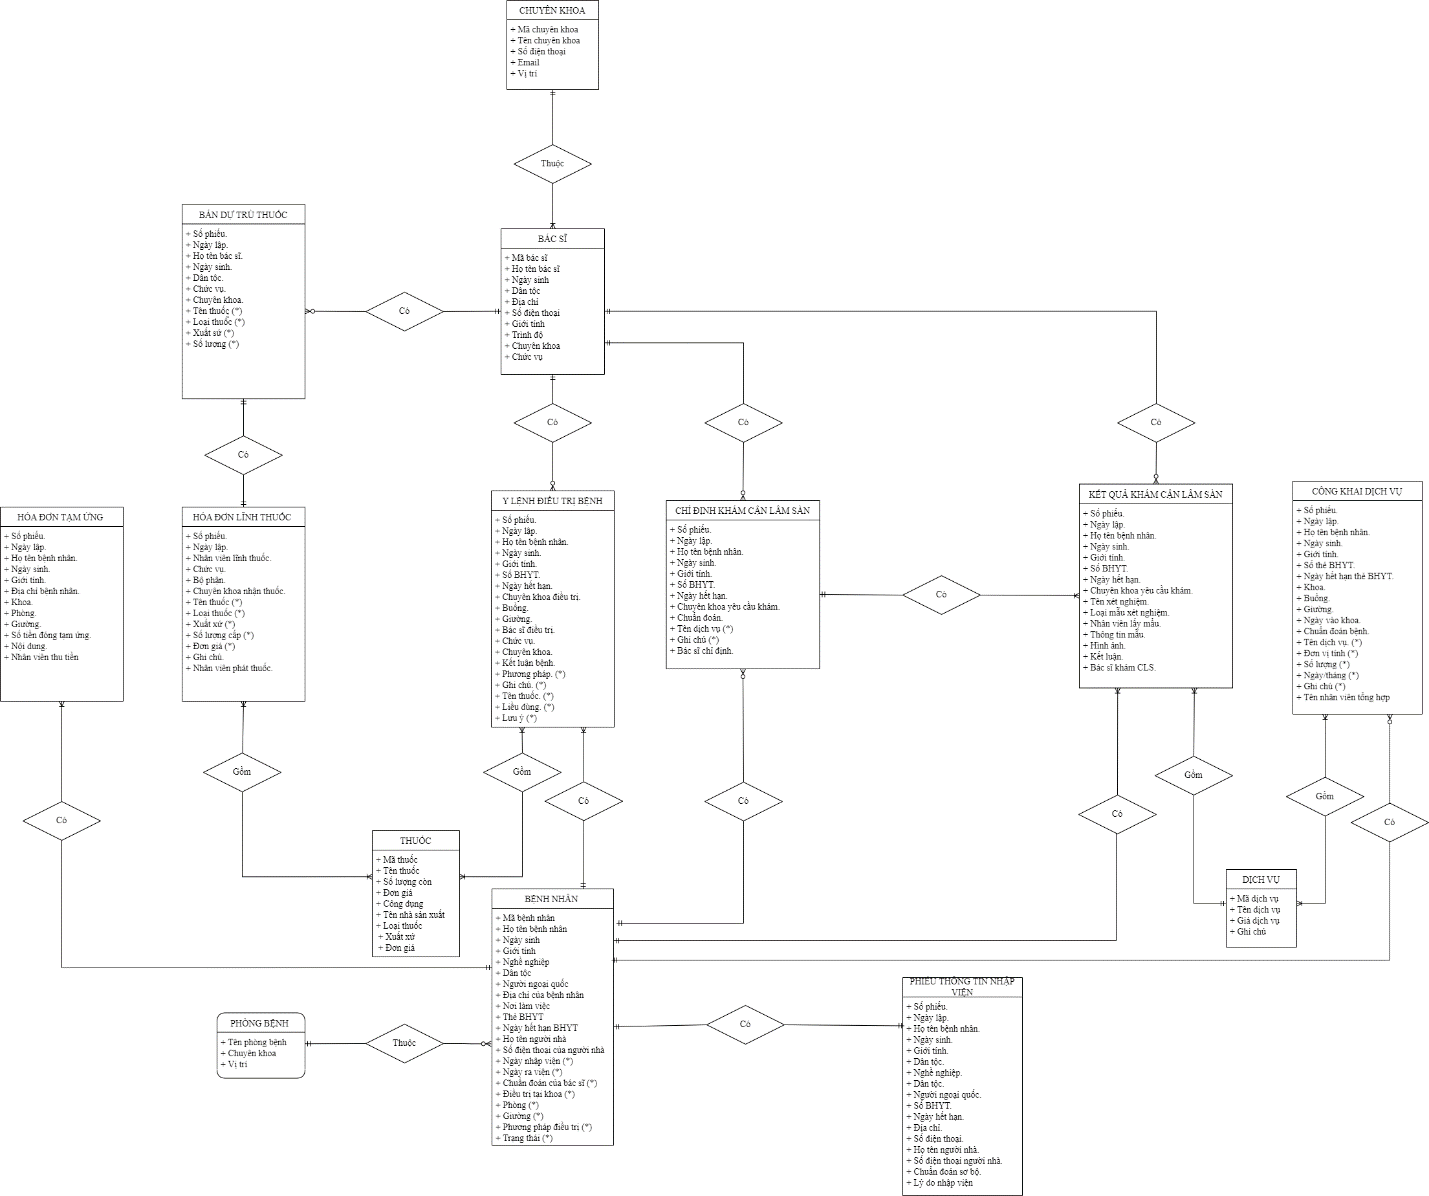 CHUYÊN KHOA
+ Mã chuyên khoa
+ Tên chuyên khoa
+ Số điện thoại
+ Email
+ Vị trí
Thuộc
BẢN DỰ TRÙ THUỐC
+ Số phiếu.
+ Ngày lập.
+ Họ tên bác sĩ.
+ Ngày sinh.
+ Dân tộc.
+ Chức vụ.
+ Chuyên khoa.
+ Tên thuốc (*)
+ Loại thuốc (*)
+ Xuất sứ (*)
+ Số lượng (*)
Có
BÁC SĨ
+ Mã bác sĩ
+ Họ tên bác sĩ
+ Ngày sinh
+ Dân tộc
+ Địa chỉ
+ Số điện thoại
+ Giới tính
+ Trình độ
+ Chuyên khoa
+ Chức vụ
Có
Có
Có
Có
HÓA ĐƠN TẠM ỨNG
+ Số phiếu.
+ Ngày lập.
+ Họ tên bệnh nhân.
+ Ngày sinh.
+ Giới tính.
+ Địa chỉ bệnh nhân.
+ Khoa.
+ Phòng.
+ Giường.
+ Số tiền đóng tạm ứng.
+ Nội dung.
+ Nhân viên thu tiền
HÓA ĐƠN LĨNH THUỐC
+ Số phiếu.
+ Ngày lập.
+ Nhân viên lĩnh thuốc.
+ Chức vụ.
+ Bộ phận.
+ Chuyên khoa nhận thuốc.
+ Tên thuốc (*)
+ Loại thuốc (*)
+ Xuất xứ (*)
+ Số lượng cấp (*)
+ Đơn giá (*)
+ Ghi chú.
+ Nhân viên phát thuốc.
Y LỆNH ĐIỀU TRỊ BỆNH
+ Số phiếu.
+ Ngày lập.
+ Họ tên bệnh nhân.
+ Ngày sinh.
+ Giới tính.
+ Số BHYT.
+ Ngày hết hạn.
+ Chuyên khoa điều trị.
+ Buồng.
+ Giường.
+ Bác sĩ điều trị.
+ Chức vụ.
+ Chuyên khoa.
+ Kết luận bệnh.
+ Phương pháp. (*)
+ Ghi chú. (*)
+ Tên thuốc. (*)
+ Liều dùng. (*)
+ Lưu ý (*)
CHỈ ĐỊNH KHÁM CẬN LÂM SÀN
+ Số phiếu.
+ Ngày lập.
+ Họ tên bệnh nhân.
+ Ngày sinh.
+ Giới tính.
+ Số BHYT.
+ Ngày hết hạn.
+ Chuyên khoa yêu cầu khám.
+ Chuẩn đoán.
+ Tên dịch vụ (*)
+ Ghi chú (*)
+ Bác sĩ chỉ định.
Có
KẾT QUẢ KHÁM CẬN LÂM SÀN
+ Số phiếu.
+ Ngày lập.
+ Họ tên bệnh nhân.
+ Ngày sinh.
+ Giới tính.
+ Số BHYT.
+ Ngày hết hạn.
+ Chuyên khoa yêu cầu khám.
+ Tên xét nghiệm.
+ Loại mẫu xét nghiệm.
+ Nhân viên lấy mẫu.
+ Thông tin mẫu.
+ Hình ảnh.
+ Kết luận.
+ Bác sĩ khám CLS.
CÔNG KHAI DỊCH VỤ
+ Số phiếu.
+ Ngày lập.
+ Họ tên bệnh nhân.
+ Ngày sinh.
+ Giới tính.
+ Số thẻ BHYT.
+ Ngày hết hạn thẻ BHYT.
+ Khoa.
+ Buồng.
+ Giường.
+ Ngày vào khoa.
+ Chuẩn đoán bệnh.
+ Tên dịch vụ. (*)
+ Đơn vị tính (*)
+ Số lượng (*)
+ Ngày/tháng (*)
+ Ghi chú (*)
+ Tên nhân viên tổng hợp
Có
Gồm
Gồm
Có
Có
Có
Gồm
Gồm
Có
THUỐC
+ Mã thuốc
+ Tên thuốc
+ Số lượng còn
+ Đơn giá
+ Công dụng
+ Tên nhà sản xuất
+ Loại thuốc
+ Xuất xứ
+ Đơn giá
DỊCH VỤ
+ Mã dịch vụ
+ Tên dịch vụ
+ Giá dịch vụ
+ Ghi chú
BỆNH NHÂN
+ Mã bệnh nhân
+ Họ tên bệnh nhân
+ Ngày sinh
+ Giới tính
+ Nghề nghiệp
+ Dân tộc
+ Người ngoại quốc
+ Địa chỉ của bệnh nhân
+ Nơi làm việc
+ Thẻ BHYT
+ Ngày hết hạn BHYT
+ Họ tên người nhà
+ Số điện thoại của người nhà
+ Ngày nhập viện (*)
+ Ngày ra viện (*)
+ Chuẩn đoán của bác sĩ (*)
+ Điều trị tại khoa (*)
+ Phòng (*)
+ Giường (*)
+ Phương pháp điều trị (*)
+ Trạng thái (*)
PHÒNG BỆNH
+ Tên phòng bệnh
+ Chuyên khoa
+ Vị trí
Thuộc
Có
PHIẾU THÔNG TIN NHẬP
VIỆN
+ Số phiếu.
+ Ngày lập.
+ Họ tên bệnh nhân.
+ Ngày sinh.
+ Giới tính.
+ Dân tộc.
+ Nghề nghiệp.
+ Dân tộc.
+ Người ngoại quốc.
+ Số BHYT.
+ Ngày hết hạn.
+ Địa chỉ.
+ Số điện thoại.
+ Họ tên người nhà.
+ Số điện thoại người nhà.
+ Chuẩn đoán sơ bộ.
+ Lý do nhập viện